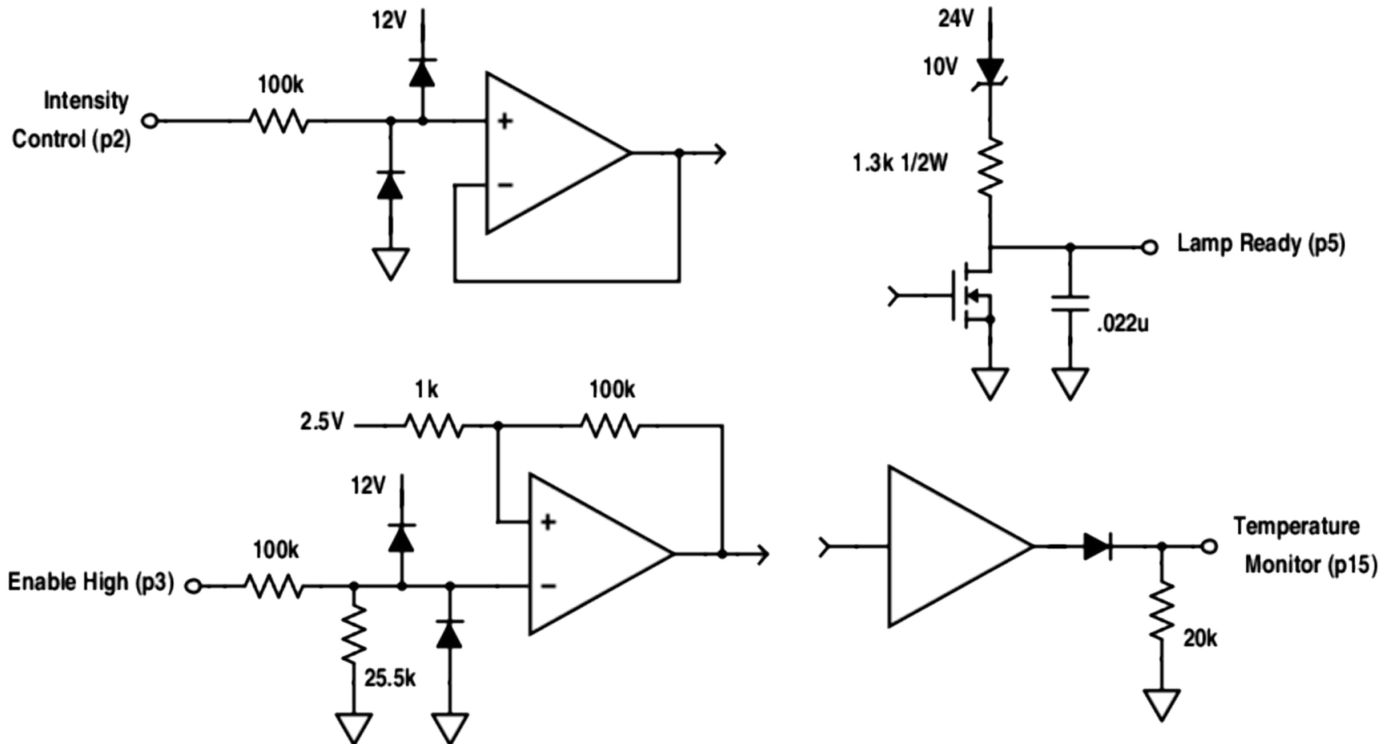 12V
100k
Intensity
Control (p2)
+
−
24V
10V
1.3k 1/2W
Lamp Ready (p5)
.022u
1k
100k
2.5V
12V
100k
Enable High (p3)
25.5k
+
−
Temperature
Monitor (p15)
20k